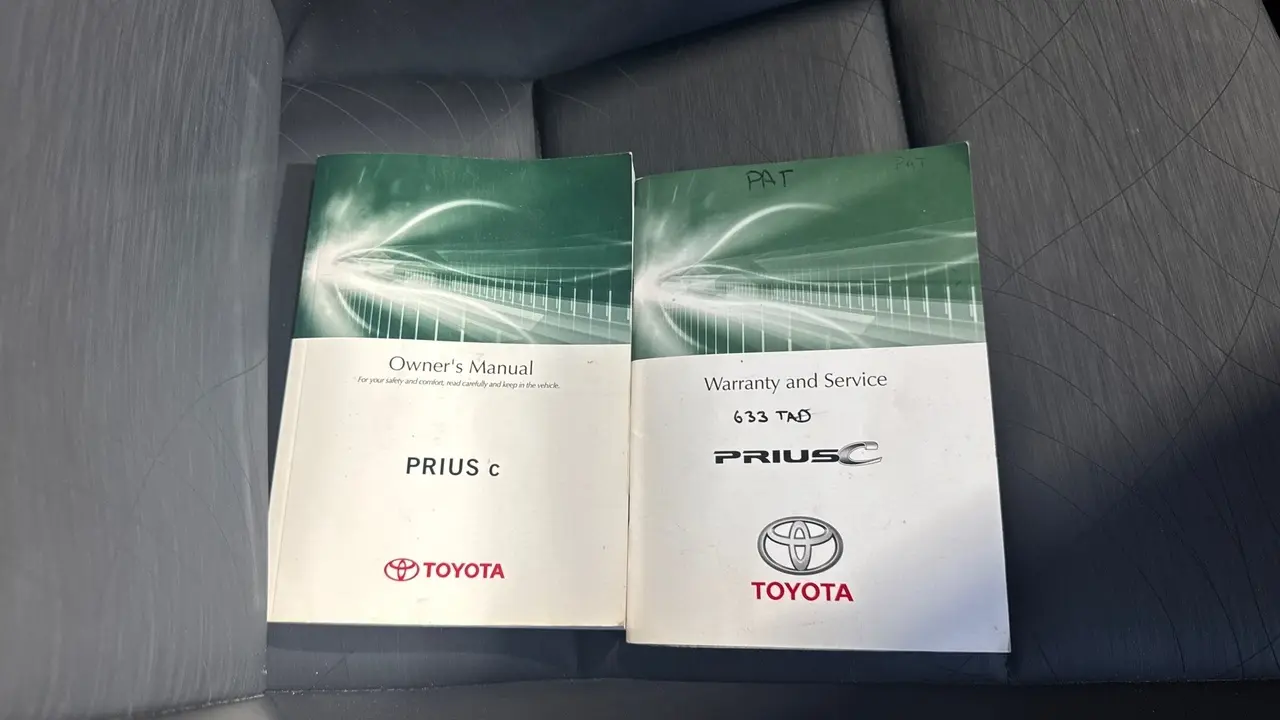 Owner's Manual
For your safety and comfort, read carefully and keep in the vehicle.
PRIUS c
TOYOTA
PAT
PAT
Warranty and Service
633 TAD
PRIUS C
TOYOTA